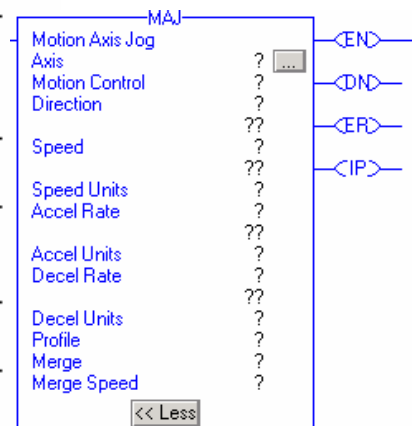 MAJ
Motion Axis Jog
EN
Axis ? ...
Motion Control ?
DN
Direction ?
??
ER
Speed ?
??
IP
Speed Units ?
Accel Rate ?
??
Accel Units ?
Decel Rate ?
??
Decel Units ?
Profile ?
Merge ?
Merge Speed ?
<< Less